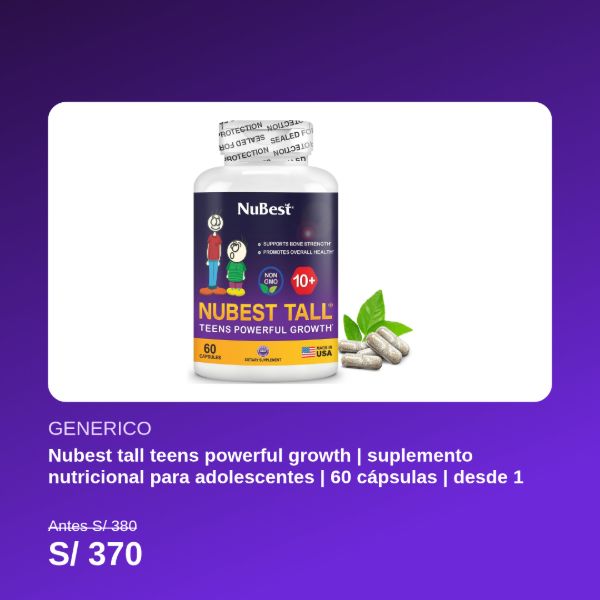 PROTECTION
SEALED FOR
PROTECTION
SEALED
NuBest
SUPPORTS BONE STRENGTH*
PROMOTES OVERALL HEALTH*
NON
GMO
10+
NUBEST TALL®
TEENS POWERFUL GROWTH*
60
CAPSULES
DIETARY SUPPLEMENT
MADE IN
USA
GENERICO
Nubest tall teens powerful growth | suplemento
nutricional para adolescentes | 60 cápsulas | desde 1
Antes S/ 380
S/ 370